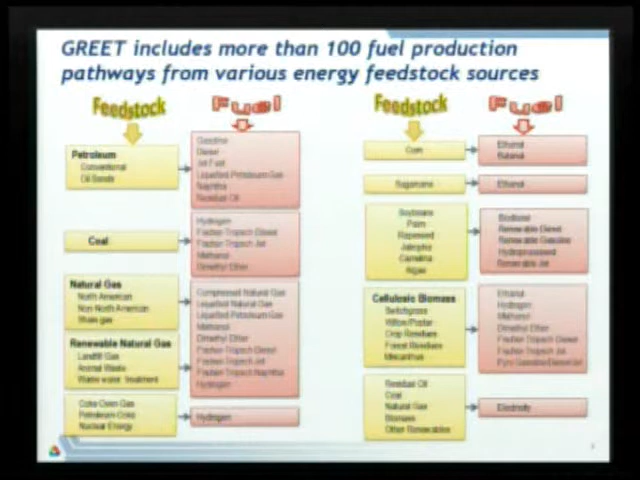 GREET includes more than 100 fuel production
pathways from various energy feedstock sources
Feedstock
Fuel
Petroleum
Conventional
Oil Sands
Gasoline
Diesel
Jet Fuel
Liquefied Petroleum Gas
Naphtha
Residual Oil
Coal
Hydrogen
Fischer-Tropsch Diesel
Fischer-Tropsch Jet
Methanol
Dimethyl Ether
Natural Gas
North American
Non-North American
Shale gas
Renewable Natural Gas
Landfill Gas
Animal Waste
Waste water treatment
Compressed Natural Gas
Liquefied Natural Gas
Liquefied Petroleum Gas
Methanol
Dimethyl Ether
Fischer-Tropsch Diesel
Fischer-Tropsch Jet
Fischer-Tropsch Naphtha
Hydrogen
Coke Oven Gas
Petroleum Coke
Nuclear Energy
Hydrogen
Feedstock
Fuel
Corn
Ethanol
Butanol
Sugarcane
Ethanol
Soybeans
Palm
Rapeseed
Jatropha
Camelina
Algae
Biodiesel
Renewable Diesel
Renewable Gasoline
Hydroprocessed
Renewable Jet
Cellulosic Biomass
Switchgrass
Willow/Poplar
Crop Residues
Forest Residues
Miscanthus
Ethanol
Hydrogen
Methanol
Dimethyl Ether
Fischer-Tropsch Diesel
Fischer-Tropsch Jet
Pyro Gasoline/Diesel/Jet
Residual Oil
Coal
Natural Gas
Biomass
Other Renewables
Electricity